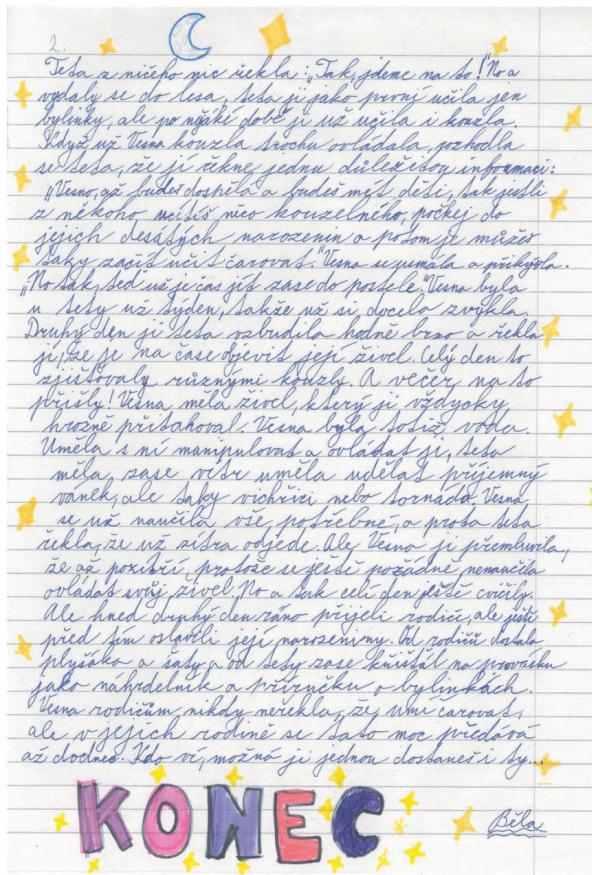 2.
Teta z ničeho nic řekla: „Tak, jdeme na to!" No a
vydaly se do lesa, teta ji jako první učila jen
bylinky, ale po nějaké době ji už učila i kouzla.
Když už Vesna kouzla trochu ovládala, rozhodla
se teta, že jí řekne jednu důležitou informaci:
„Vesno, až budeš dospělá a budeš mít děti, tak jestli
z někoho ucítíš něco kouzelného, počkej do
jejich desátých narozenin a potom je můžeš
taky začít učit čarovat." Vesna se usmála a přikývla.
„No tak, teď už je čas jít zase do postele." Vesna byla
u tety už týden, takže už si docela zvykla.
Druhý den ji teta vzbudila hodně brzo a řekla
jí, že je na čase objevit její živel. Celý den to
zjišťovaly různými kouzly. A večer, na to
přišly! Vesna měla živel, který ji vždycky
hrozně přitahoval. Vesna byla totiž voda.
Uměla s ní manipulovat a ovládat ji, teta
měla, zase vítr uměla udělat příjemný
vánek, ale taky vichřici nebo tornádo. Vesna
se už naučila vše, potřebné, a proto teta
řekla, že už zítra odjede. Ale Vesna ji přemluvila,
že až pozítří, protože se ještě pořádně, nenaučila
ovládat svůj živel. No a tak celí den ještě cvičily.
Ale hned druhý den ráno přijeli rodiči, ale ještě
před tím oslavili její narozeniny. Od rodičů dostala
plyšáka a šaty a od tety zase křišťál na provázku
jako náhrdelník a příručku o bylinkách.
Vesna rodičům nikdy neřekla, že umí čarovat,
ale v jejich rodině se tato moc předává
až dodnes. Kdo ví, možná ji jednou dostaneš i ty...
KONEC
Běla